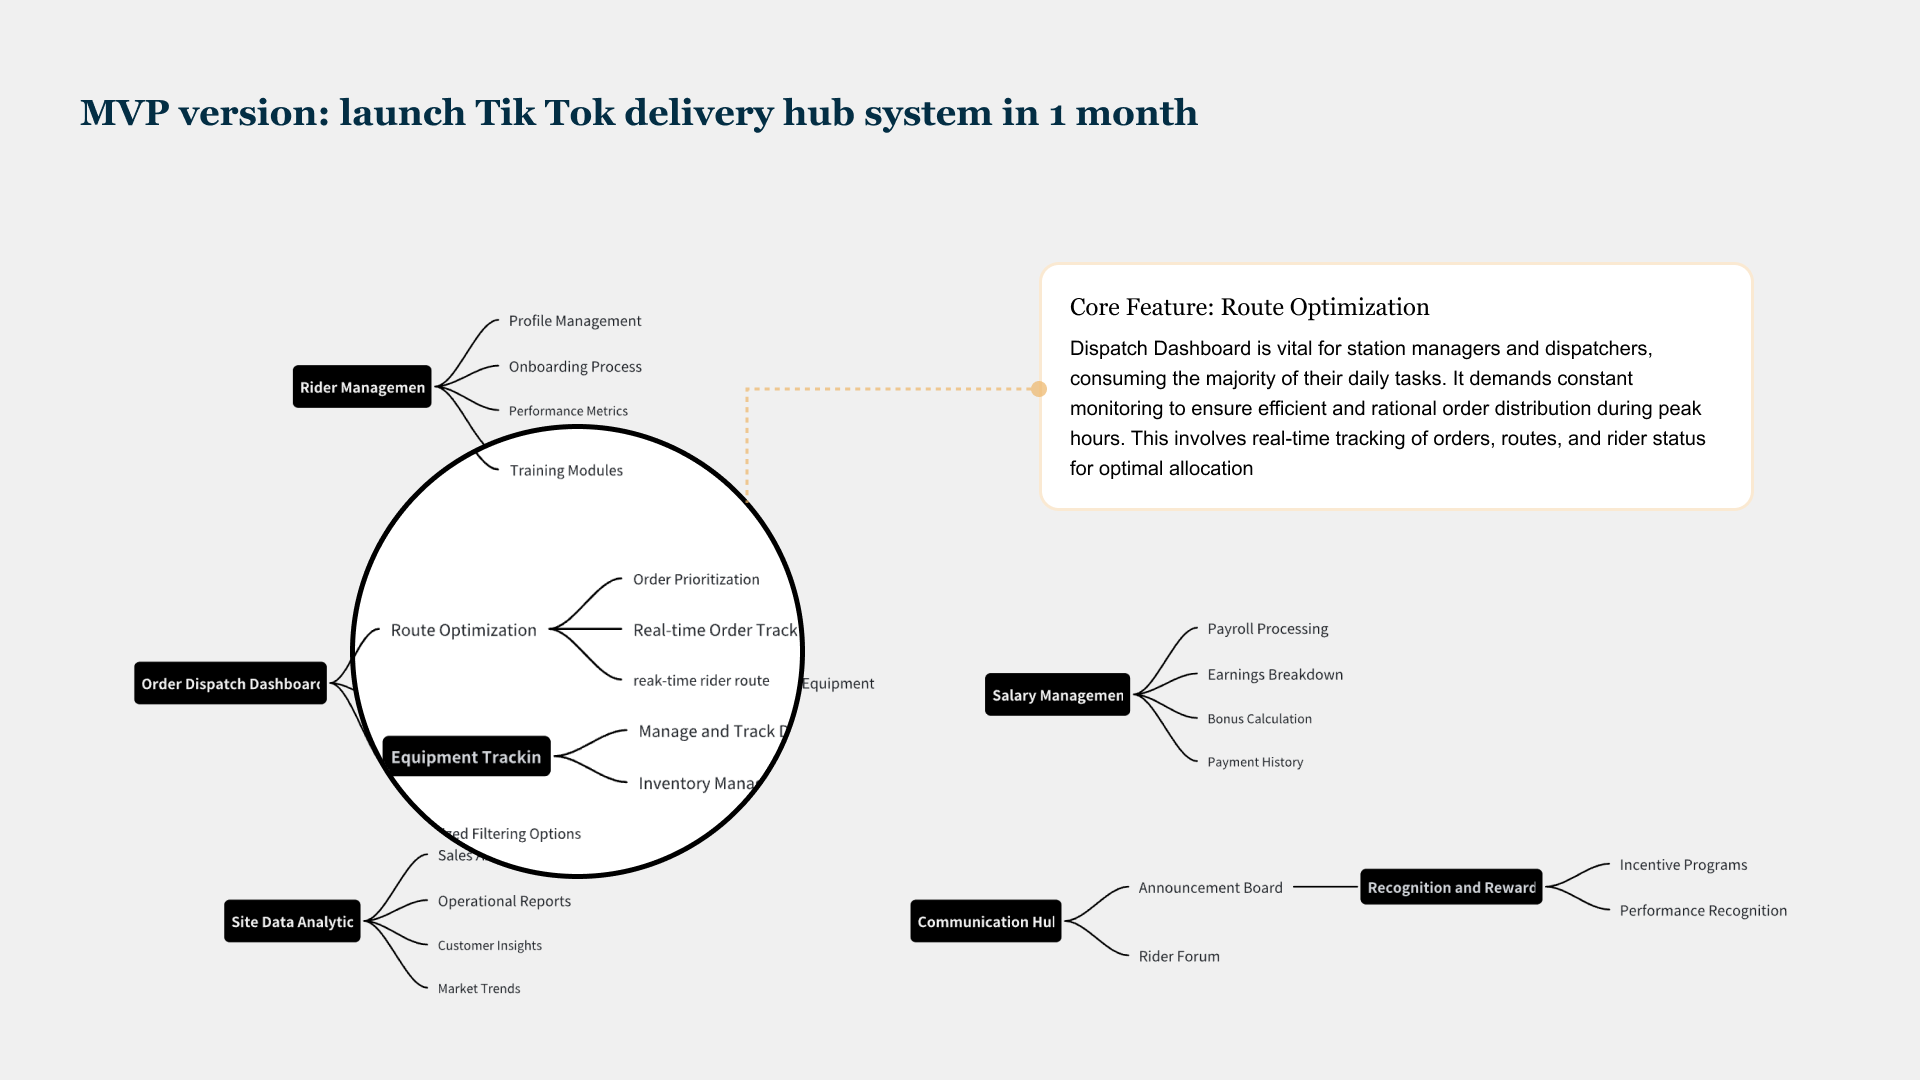 MVP version: launch Tik Tok delivery hub system in 1 month
Core Feature: Route Optimization
Dispatch Dashboard is vital for station managers and dispatchers,
consuming the majority of their daily tasks. It demands constant
monitoring to ensure efficient and rational order distribution during peak
hours. This involves real-time tracking of orders, routes, and rider status
for optimal allocation
Rider Managemen
Profile Management
Onboarding Process
Performance Metrics
Training Modules
Order Dispatch Dashboard
Route Optimization
Order Prioritization
Real-time Order Track
reak-time rider route
Equipment
Equipment Trackin
Manage and Track D
Inventory Mana
zed Filtering Options
Site Data Analytic
Sales A
Operational Reports
Customer Insights
Market Trends
Salary Managemen
Payroll Processing
Earnings Breakdown
Bonus Calculation
Payment History
Communication Hu
Announcement Board
Rider Forum
Recognition and Reward
Incentive Programs
Performance Recognition